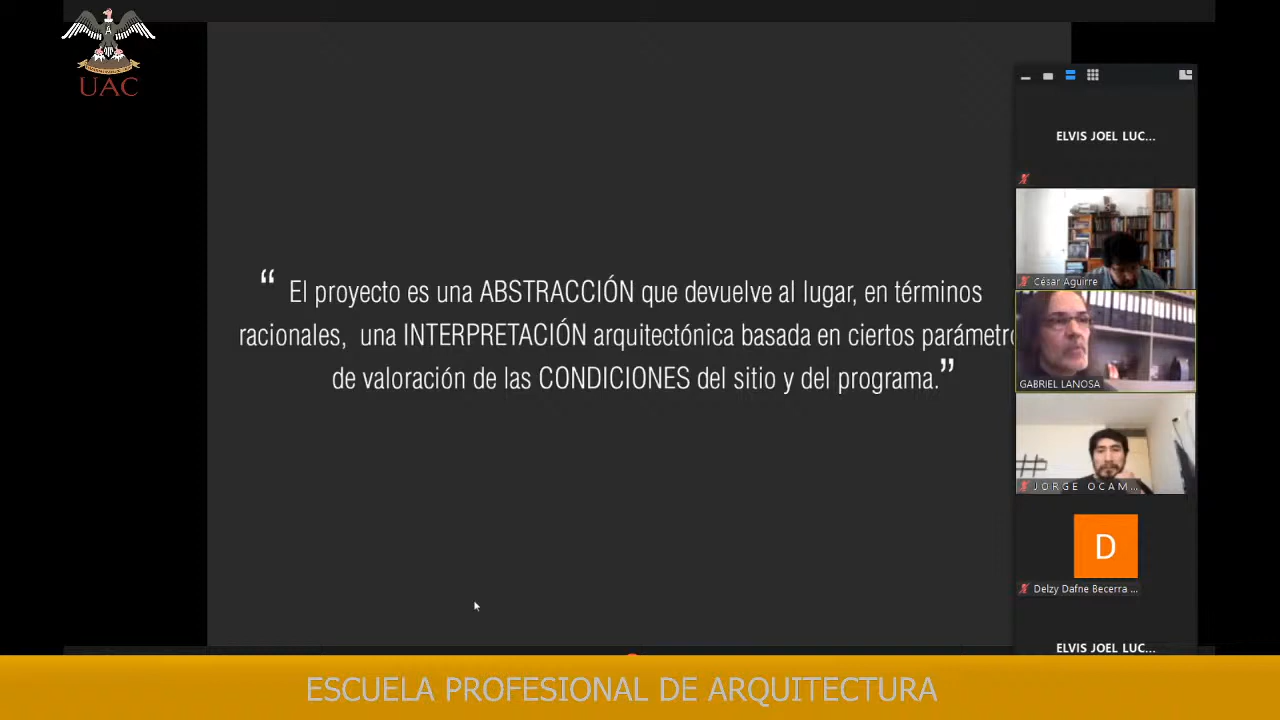 UAC
ELVIS JOEL LUC...
César Aguirre
“ El proyecto es una ABSTRACCIÓN que devuelve al lugar, en términos
racionales, una INTERPRETACIÓN arquitectónica basada en ciertos parámetro
de valoración de las CONDICIONES del sitio y del programa.”
GABRIEL LANOSA
JORGE OCAM...
D
Delzy Dafne Becerra ...
ELVIS JOEL LUC...
ESCUELA PROFESIONAL DE ARQUITECTURA